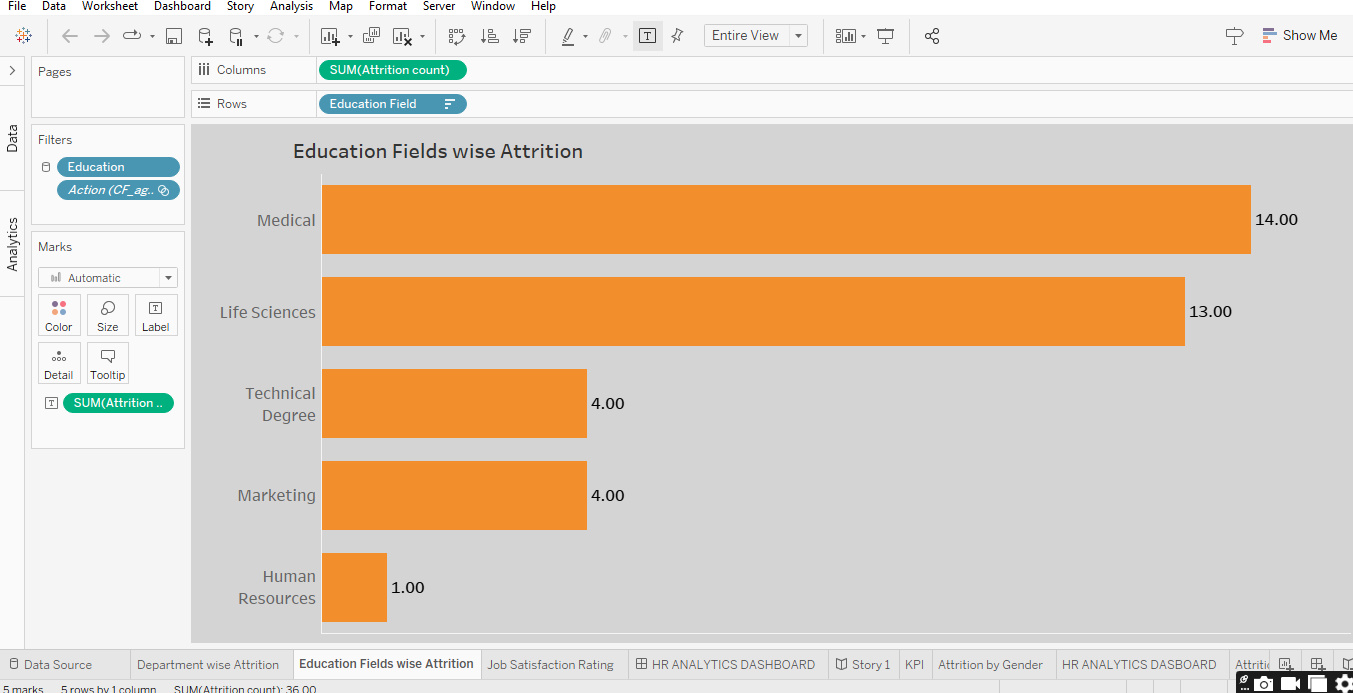 File Data Worksheet Dashboard Story Analysis Map Format Server Window Help
Entire View
Show Me
Pages
Columns
SUM(Attrition count)
Rows
Education Field
Data
Analytics
Filters
Education
Action (CF_ag..
Marks
Automatic
Color Size Label
Detail Tooltip
SUM(Attrition ..
Education Fields wise Attrition
Medical 14.00
Life Sciences 13.00
Technical
Degree 4.00
Marketing 4.00
Human
Resources 1.00
Data Source Department wise Attrition Education Fields wise Attrition Job Satisfaction Rating HR ANALYTICS DASHBOARD Story 1 KPI Attrition by Gender HR ANALYTICS DASBOARD Attriti
5 marks 5 rows by 1 column SUM(Attrition count): 36.00